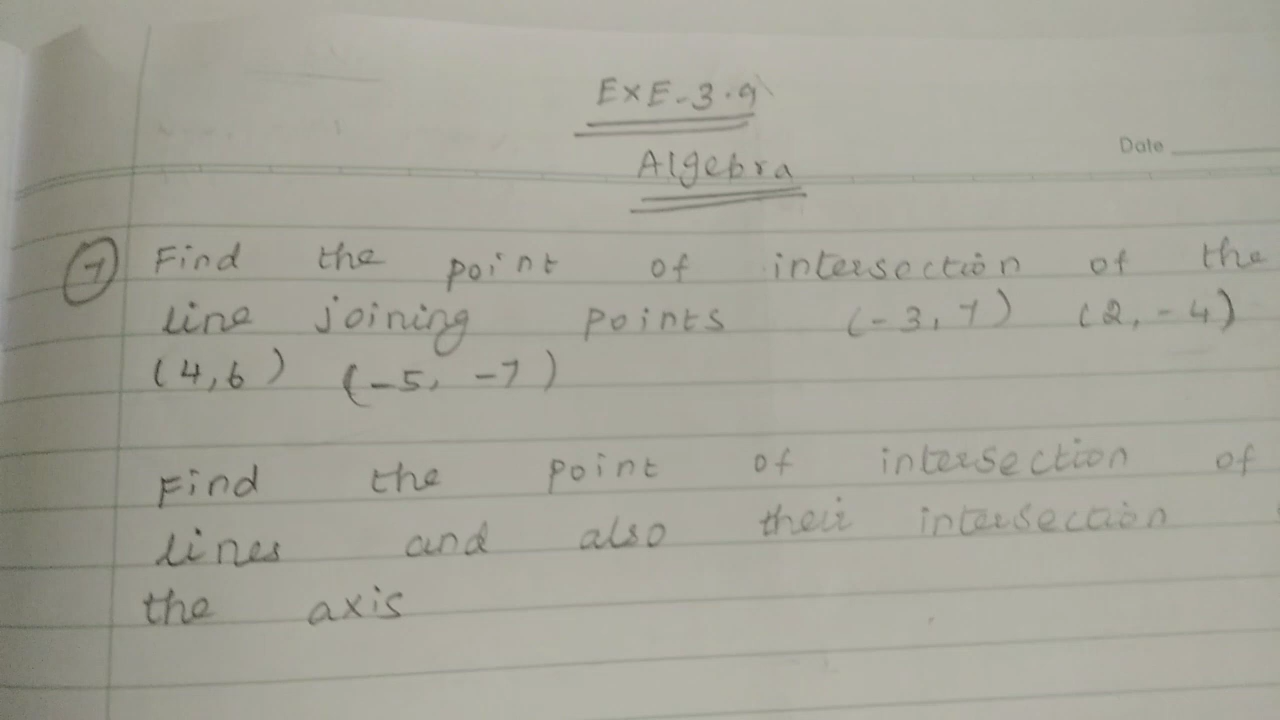 EXE-3.9
Algebra
Date
7 Find the point of intersection of the
line joining points (-3, 7) (2, -4)
(4, 6) (-5, -7)
Find the point of intersection of
lines and also their intersection
the axis